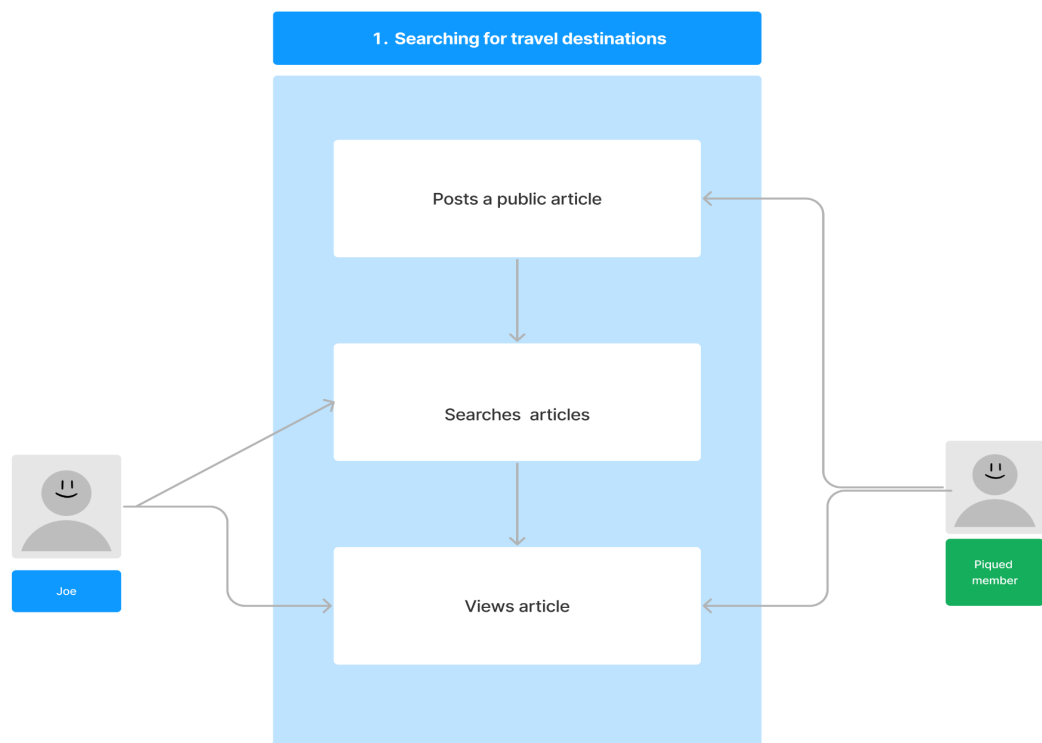 1. Searching for travel destinations
Posts a public article
Searches articles
Views article
Joe
Piqued
member